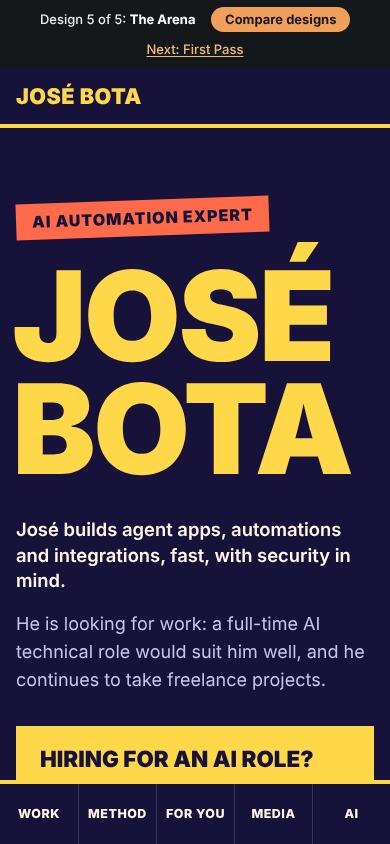 Design 5 of 5: The Arena
Compare designs
Next: First Pass
JOSÉ BOTA
AI AUTOMATION EXPERT
JOSÉ
BOTA
José builds agent apps, automations
and integrations, fast, with security in
mind.
He is looking for work: a full-time AI
technical role would suit him well, and he
continues to take freelance projects.
HIRING FOR AN AI ROLE?
WORK
METHOD
FOR YOU
MEDIA
AI